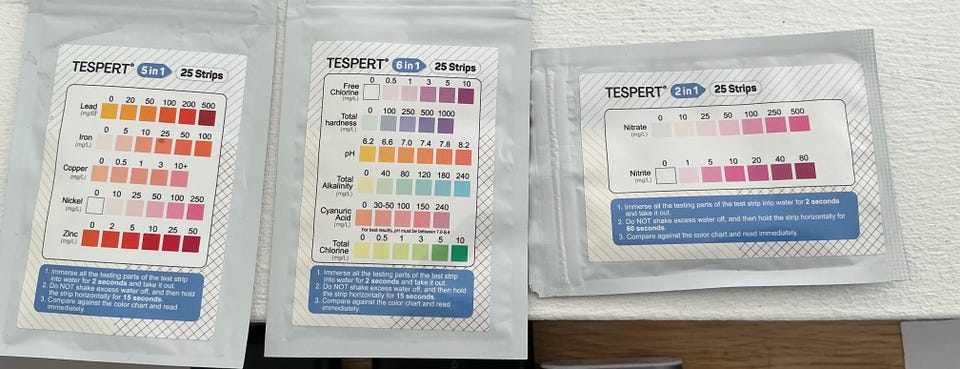 TESPERT® 5 in 1 25 Strips
0 20 50 100 200 500
Lead
(mg/L)
0 5 10 25 50 100
Iron
(mg/L)
0 0.5 1 3 10+
Copper
(mg/L)
0 10 25 50 100 250
Nickel
(mg/L)
0 2 5 10 25 50
Zinc
(mg/L)
1. Immerse all the testing parts of the test strip
into water for 2 seconds and take it out.
2. Do NOT shake excess water off, and then hold
the strip horizontally for 15 seconds.
3. Compare against the color chart and read
immediately.
TESPERT® 6 in 1 25 Strips
0 0.5 1 3 5 10
Free
Chlorine
(mg/L)
0 100 250 500 1000
Total
hardness
(mg/L)
6.2 6.6 7.0 7.4 7.8 8.2
pH
0 40 80 120 180 240
Total
Alkalinity
(mg/L)
0 30-50 100 150 240
Cyanuric
Acid
(mg/L)
For best results, pH must be between 7.0-8.4
0 0.5 1 3 5 10
Total
Chlorine
(mg/L)
1. Immerse all the testing parts of the test strip
into water for 2 seconds and take it out.
2. Do NOT shake excess water off, and then hold
the strip horizontally for 15 seconds.
3. Compare against the color chart and read
immediately.
TESPERT® 2 in 1 25 Strips
0 10 25 50 100 250 500
Nitrate
(mg/L)
0 1 5 10 20 40 80
Nitrite
(mg/L)
1. Immerse all the testing parts of the test strip into water for 2 seconds
and take it out.
2. Do NOT shake excess water off, and then hold the strip horizontally for
60 seconds.
3. Compare against the color chart and read immediately.